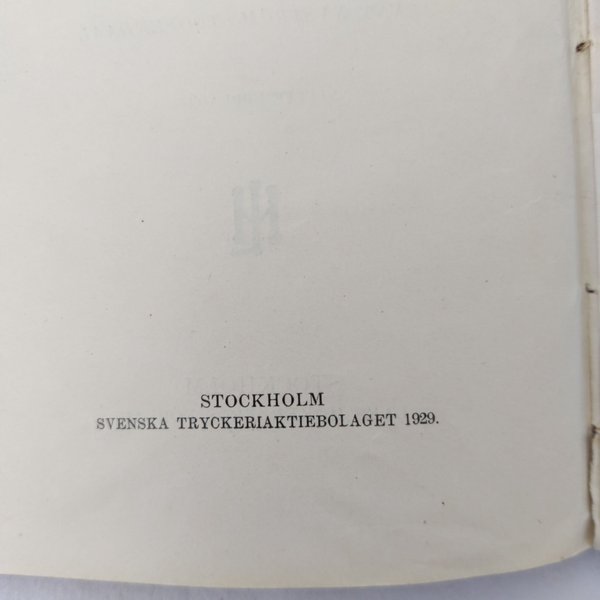 STOCKHOLM
SVENSKA TRYCKERIAKTIEBOLAGET 1929.